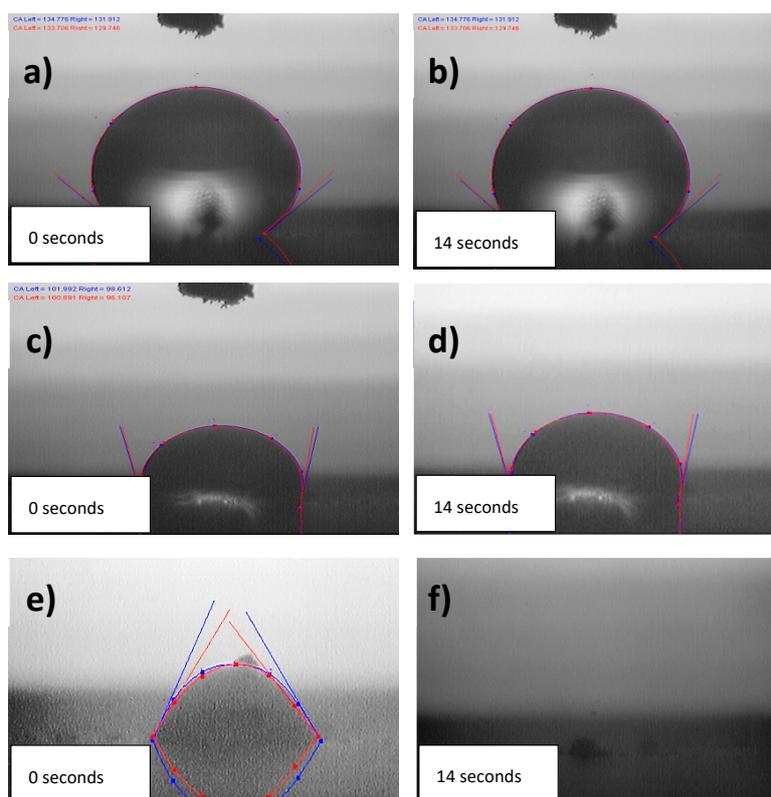 CA Left = 134.776 Right = 131.912
CA Left = 133.706 Right = 129.746
a)
0 seconds
CA Left = 134.776 Right = 131.912
CA Left = 133.706 Right = 129.746
b)
14 seconds
CA Left = 101.992 Right = 98.612
CA Left = 100.891 Right = 96.107
c)
0 seconds
d)
14 seconds
e)
0 seconds
f)
14 seconds